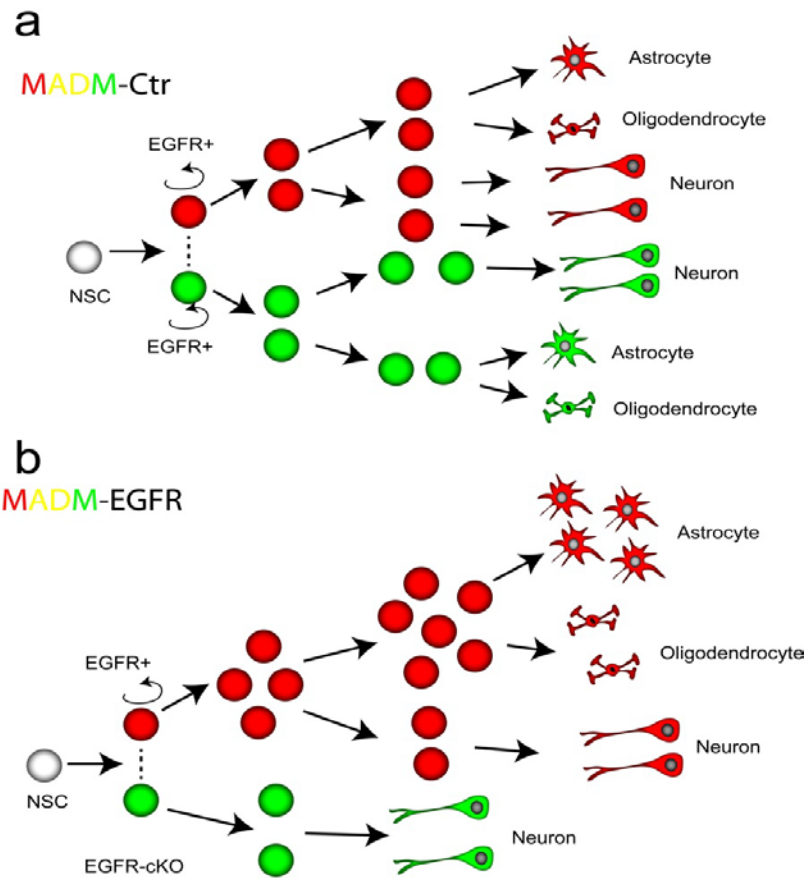 a
MADM-Ctr
Astrocyte
Oligodendrocyte
EGFR+
Neuron
NSC
Neuron
EGFR+
Astrocyte
Oligodendrocyte
b
MADM-EGFR
Astrocyte
EGFR+
Oligodendrocyte
Neuron
NSC
Neuron
EGFR-cKO